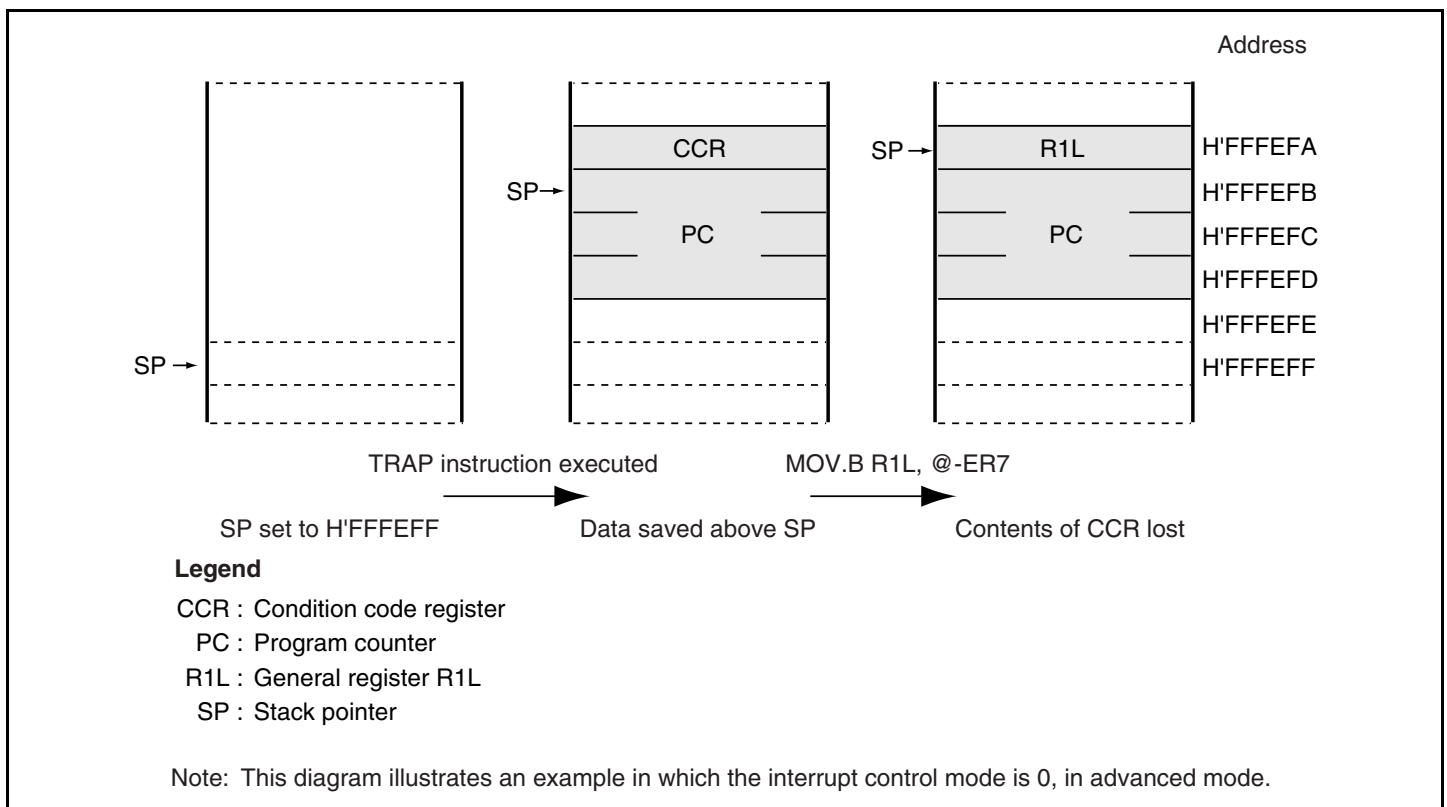 Address
CCR
SP→
R1L
H'FFFEFA
SP→
H'FFFEFB
PC
PC
H'FFFEFC
H'FFFEFD
H'FFFEFE
SP→
H'FFFEFF
TRAP instruction executed
MOV.B R1L, @-ER7
SP set to H'FFFEFF
Data saved above SP
Contents of CCR lost
Legend
CCR : Condition code register
PC : Program counter
R1L : General register R1L
SP : Stack pointer
Note: This diagram illustrates an example in which the interrupt control mode is 0, in advanced mode.